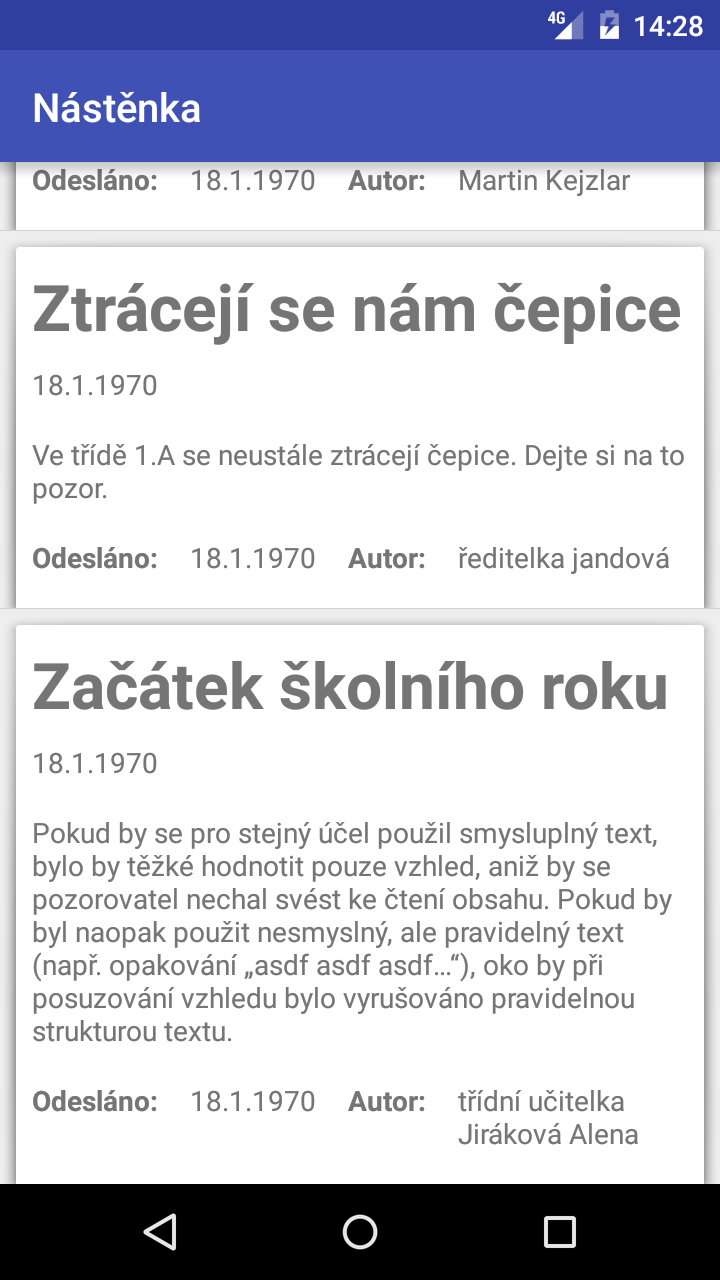 4G 14:28
Nástěnka
Odesláno: 18.1.1970 Autor: Martin Kejzlar
Ztrácejí se nám čepice
18.1.1970
Ve třídě 1.A se neustále ztrácejí čepice. Dejte si na to
pozor.
Odesláno: 18.1.1970 Autor: ředitelka jandová
Začátek školního roku
18.1.1970
Pokud by se pro stejný účel použil smysluplný text,
bylo by těžké hodnotit pouze vzhled, aniž by se
pozorovatel nechal svést ke čtení obsahu. Pokud by
byl naopak použit nesmyslný, ale pravidelný text
(např. opakování „asdf asdf asdf…“), oko by při
posuzování vzhledu bylo vyrušováno pravidelnou
strukturou textu.
Odesláno: 18.1.1970 Autor: třídní učitelka
Jiráková Alena